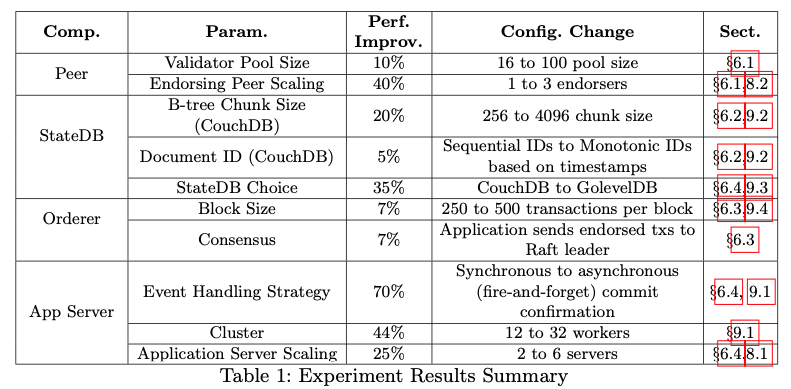 Comp. Param. Perf. Improv. Config. Change Sect.
Peer Validator Pool Size 10% 16 to 100 pool size §6.1
Endorsing Peer Scaling 40% 1 to 3 endorsers §6.1,8.2
StateDB B-tree Chunk Size (CouchDB) 20% 256 to 4096 chunk size §6.2,9.2
Document ID (CouchDB) 5% Sequential IDs to Monotonic IDs based on timestamps §6.2,9.2
StateDB Choice 35% CouchDB to GolevelDB §6.4,9.3
Orderer Block Size 7% 250 to 500 transactions per block §6.3,9.4
Consensus 7% Application sends endorsed txs to Raft leader §6.3
App Server Event Handling Strategy 70% Synchronous to asynchronous (fire-and-forget) commit confirmation §6.4, 9.1
Cluster 44% 12 to 32 workers §9.1
Application Server Scaling 25% 2 to 6 servers §6.4,8.1
Table 1: Experiment Results Summary